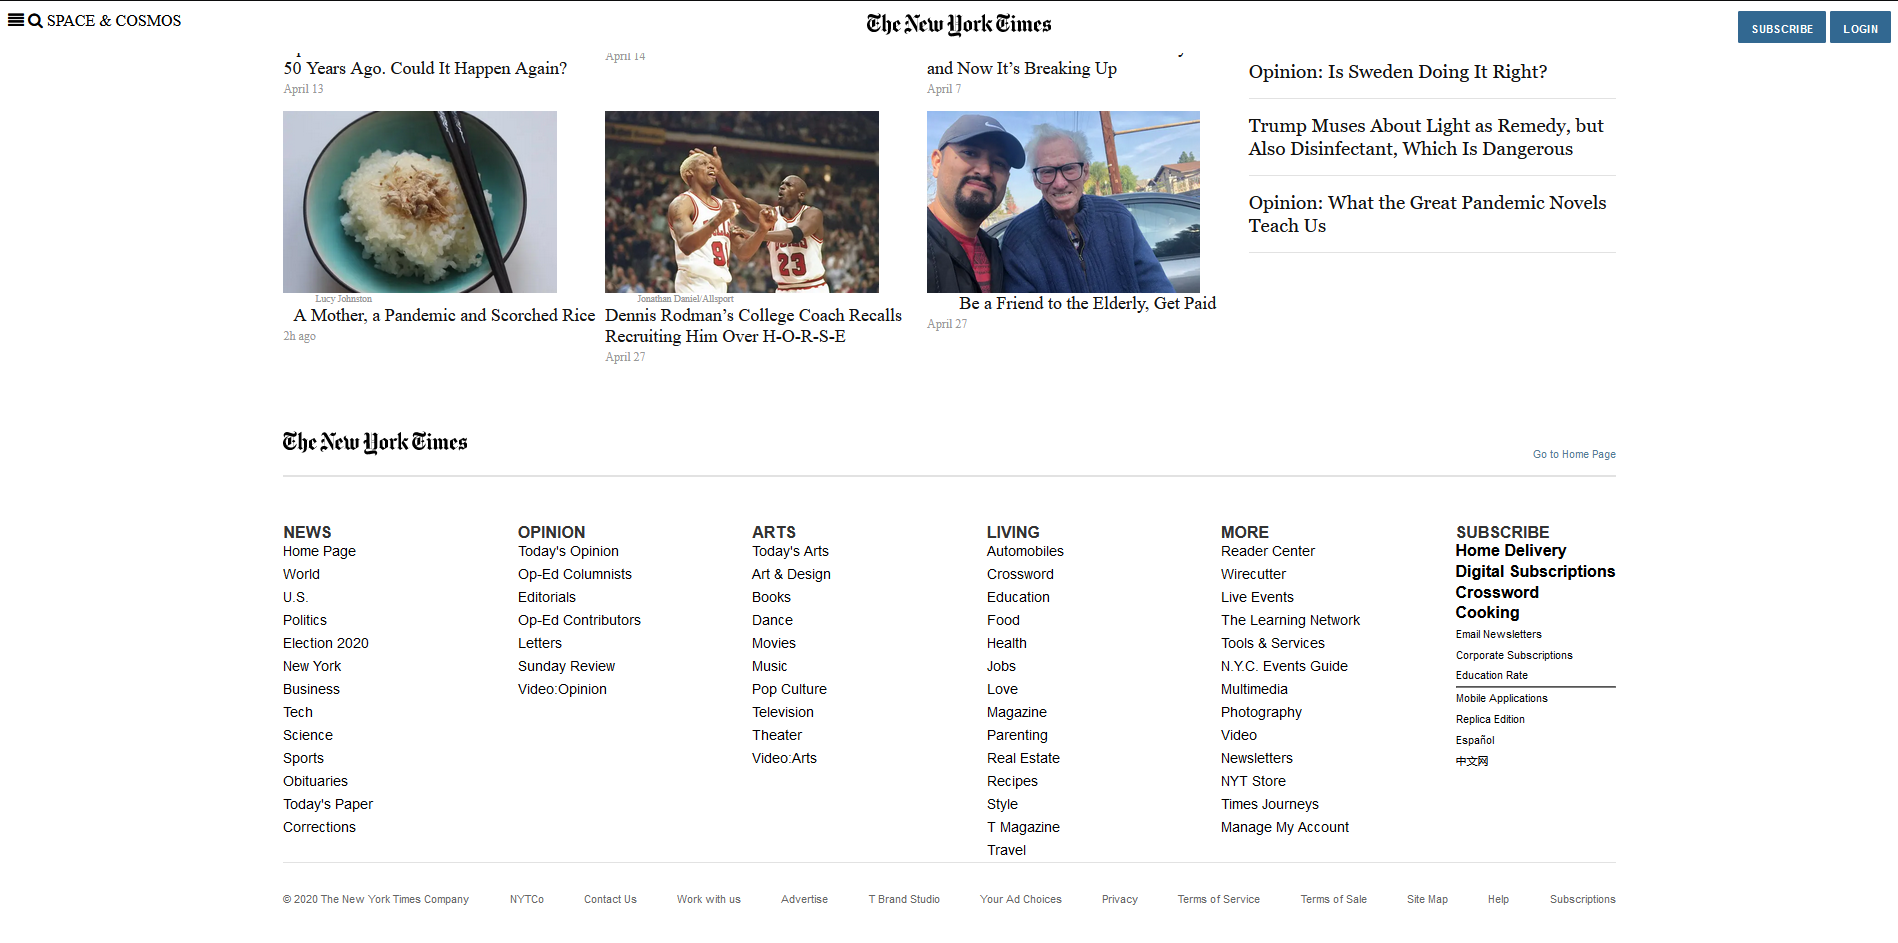 SPACE & COSMOS
The New York Times
SUBSCRIBE
LOGIN
50 Years Ago. Could It Happen Again?
April 13
April 14
and Now It's Breaking Up
April 7
Lucy Johnston
A Mother, a Pandemic and Scorched Rice
2h ago
Jonathan Daniel/Allsport
Dennis Rodman's College Coach Recalls
Recruiting Him Over H-O-R-S-E
April 27
Be a Friend to the Elderly, Get Paid
April 27
Opinion: Is Sweden Doing It Right?
Trump Muses About Light as Remedy, but
Also Disinfectant, Which Is Dangerous
Opinion: What the Great Pandemic Novels
Teach Us
The New York Times
Go to Home Page
NEWS
Home Page
World
U.S.
Politics
Election 2020
New York
Business
Tech
Science
Sports
Obituaries
Today's Paper
Corrections
OPINION
Today's Opinion
Op-Ed Columnists
Editorials
Op-Ed Contributors
Letters
Sunday Review
Video:Opinion
ARTS
Today's Arts
Art & Design
Books
Dance
Movies
Music
Pop Culture
Television
Theater
Video:Arts
LIVING
Automobiles
Crossword
Education
Food
Health
Jobs
Love
Magazine
Parenting
Real Estate
Recipes
Style
T Magazine
Travel
MORE
Reader Center
Wirecutter
Live Events
The Learning Network
Tools & Services
N.Y.C. Events Guide
Multimedia
Photography
Video
Newsletters
NYT Store
Times Journeys
Manage My Account
SUBSCRIBE
Home Delivery
Digital Subscriptions
Crossword
Cooking
Email Newsletters
Corporate Subscriptions
Education Rate
Mobile Applications
Replica Edition
Español
中文网
© 2020 The New York Times Company
NYTCo
Contact Us
Work with us
Advertise
T Brand Studio
Your Ad Choices
Privacy
Terms of Service
Terms of Sale
Site Map
Help
Subscriptions